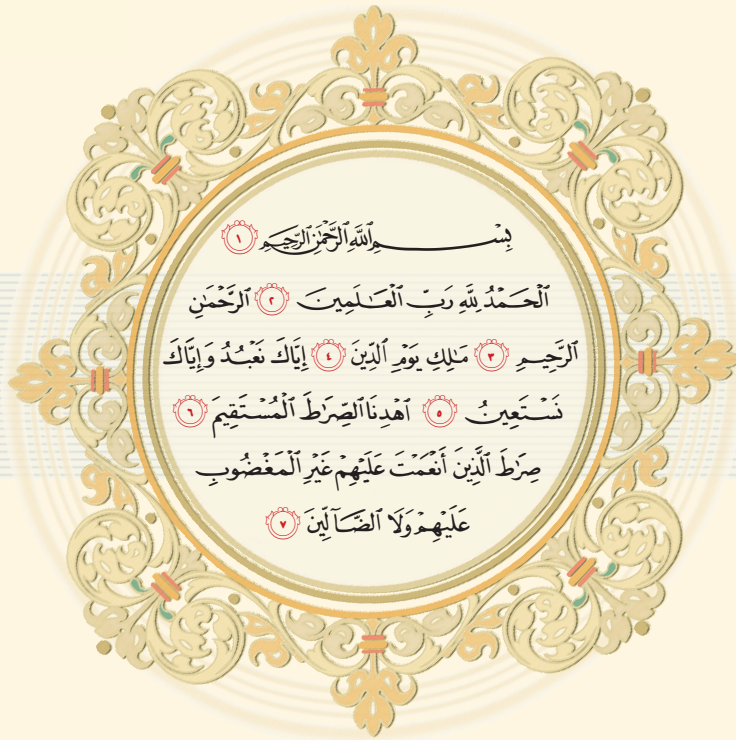 بِسْمِ ٱللَّهِ ٱلرَّحْمَٰنِ ٱلرَّحِيمِ ١
ٱلْحَمْدُ لِلَّهِ رَبِّ ٱلْعَٰلَمِينَ ٢ ٱلرَّحْمَٰنِ
ٱلرَّحِيمِ ٣ مَٰلِكِ يَوْمِ ٱلدِّينِ ٤ إِيَّاكَ نَعْبُدُ وَإِيَّاكَ
نَسْتَعِينُ ٥ ٱهْدِنَا ٱلصِّرَٰطَ ٱلْمُسْتَقِيمَ ٦
صِرَٰطَ ٱلَّذِينَ أَنْعَمْتَ عَلَيْهِمْ غَيْرِ ٱلْمَغْضُوبِ
عَلَيْهِمْ وَلَا ٱلضَّآلِّينَ ٧